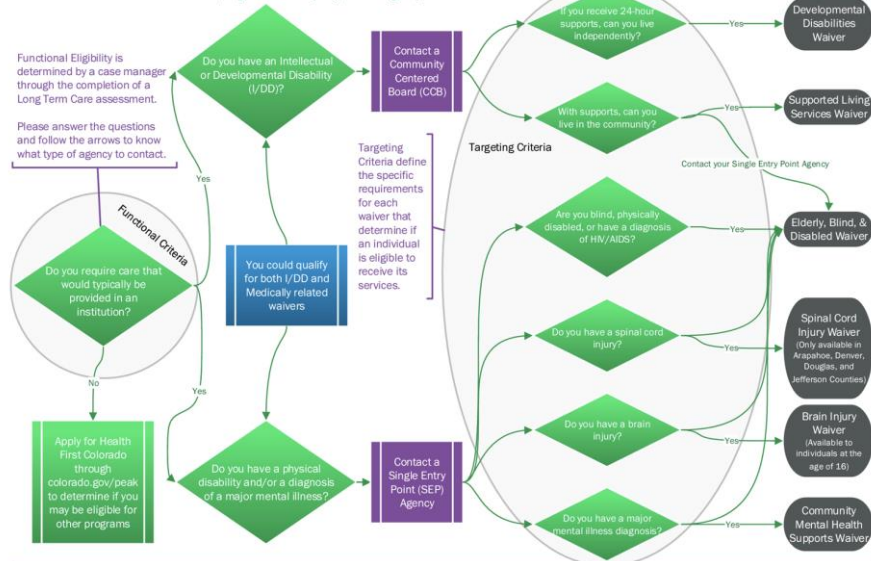 Functional Eligibility is
determined by a case manager
through the completion of a
Long Term Care assessment.
Please answer the questions
and follow the arrows to know
what type of agency to contact.
Functional Criteria
Do you require care that
would typically be
provided in an
institution?
No
Yes
Yes
Apply for Health
First Colorado
through
colorado.gov/peak
to determine if you
may be eligible for
other programs
Do you have an Intellectual
or Developmental Disability
(I/DD)?
You could qualify
for both I/DD and
Medically related
waivers
Do you have a physical
disability and/or a diagnosis
of a major mental illness?
Contact a
Community
Centered
Board (CCB)
Targeting
Criteria define
the specific
requirements
for each
waiver that
determine if
an individual
is eligible to
receive its
services.
Contact a
Single Entry
Point (SEP)
Agency
Targeting Criteria
If you receive 24-hour
supports, can you live
independently?
Yes
Developmental
Disabilities
Waiver
With supports, can you
live in the community?
Yes
Supported Living
Services Waiver
Contact your Single Entry Point Agency
Are you blind, physically
disabled, or have a diagnosis
of HIV/AIDS?
Yes
Elderly, Blind, &
Disabled Waiver
Do you have a spinal cord
injury?
Yes
Spinal Cord
Injury Waiver
(Only available in
Arapahoe, Denver,
Douglas, and
Jefferson Counties)
Do you have a brain
injury?
Yes
Brain Injury
Waiver
(Available to
individuals at the
age of 16)
Do you have a major
mental illness diagnosis?
Yes
Community
Mental Health
Supports Waiver